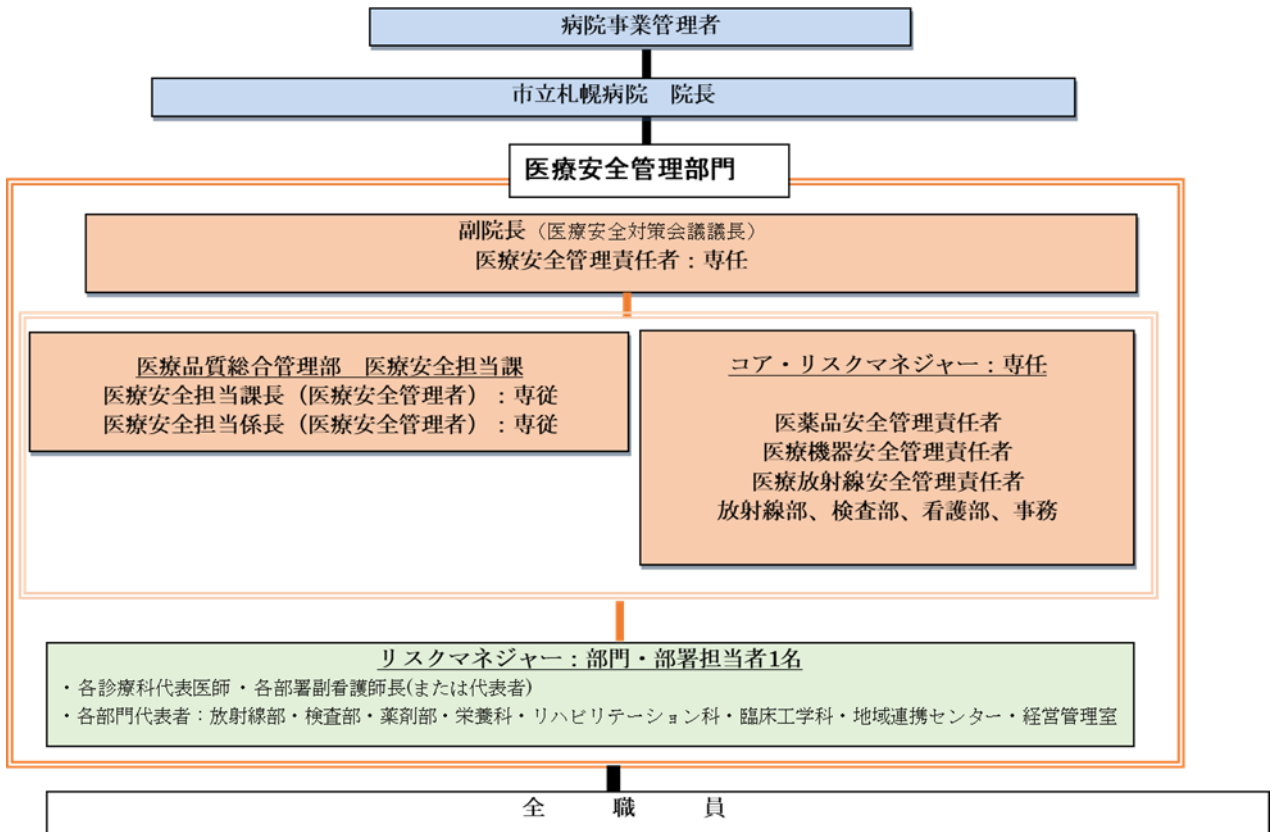 病院事業管理者
市立札幌病院　院長
医療安全管理部門
副院長（医療安全対策会議議長）
医療安全管理責任者：専任
医療品質総合管理部　医療安全担当課
医療安全担当課長（医療安全管理者）：専従
医療安全担当係長（医療安全管理者）：専従
コア・リスクマネジャー：専任
医薬品安全管理責任者
医療機器安全管理責任者
医療放射線安全管理責任者
放射線部、検査部、看護部、事務
リスクマネジャー：部門・部署担当者1名
・各診療科代表医師・各部署副看護師長(または代表者)
・各部門代表者：放射線部・検査部・薬剤部・栄養科・リハビリテーション科・臨床工学科・地域連携センター・経営管理室
全　職　員